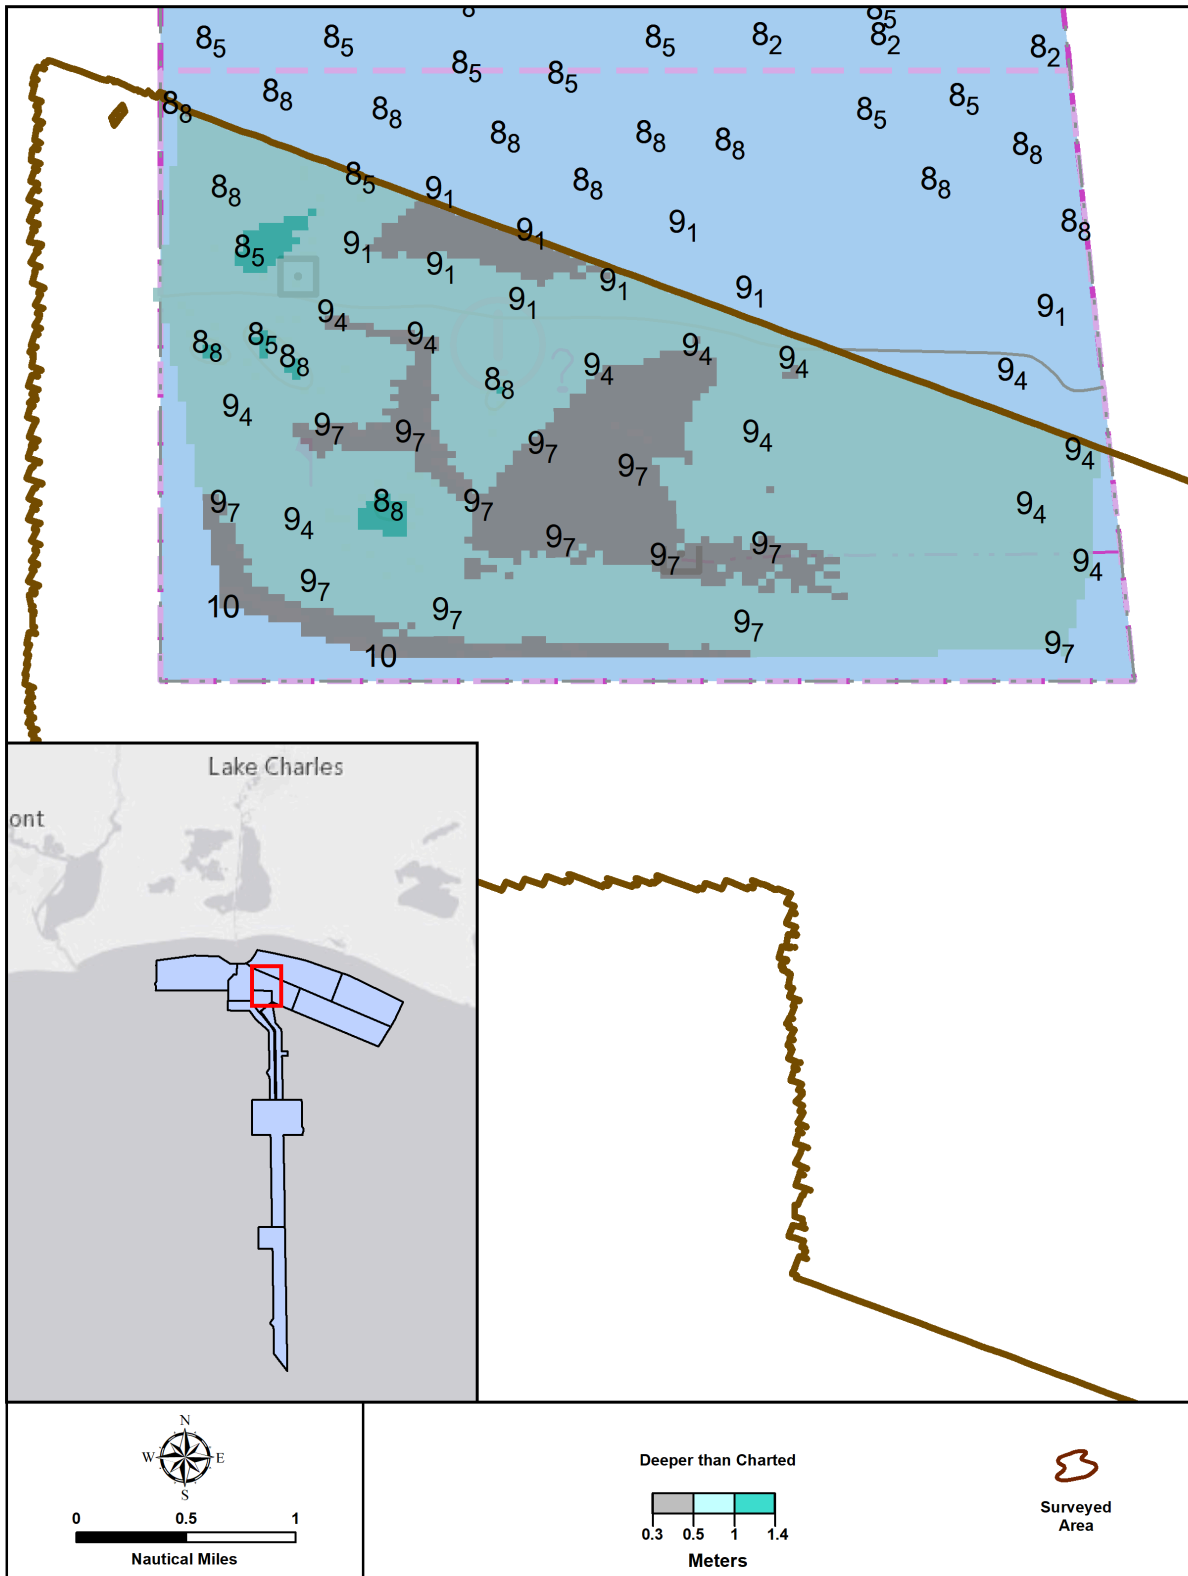 8
8₅
8₅ 8₅ 8₅ 8₂ 8₂ 8₂
8₅ 8₅
8₈ 8₈ 8₈ 8₅ 8₅
8₈ 8₈ 8₈ 8₈
8₅ 8₈ 8₈
8₈ 9₁
9₁ 9₁ 8₈
8₅ 9₁ 9₁
9₁ 9₁ 9₁ 9₁
9₄ 9₄
8₈ 8₅ 8₈ 9₄ 9₄ 9₄ 9₄
8₈
9₄ 9₇ 9₇ 9₇ 9₄ 9₄
9₇
9₇ 8₈ 9₇ 9₄
9₄ 9₇ 9₇ 9₇ 9₄
9₇
10 9₇ 9₇ 9₇
10
?
Lake Charles
ont
N
W E
S
0 0.5 1
Nautical Miles
Deeper than Charted
0.3 0.5 1 1.4
Meters
Surveyed
Area